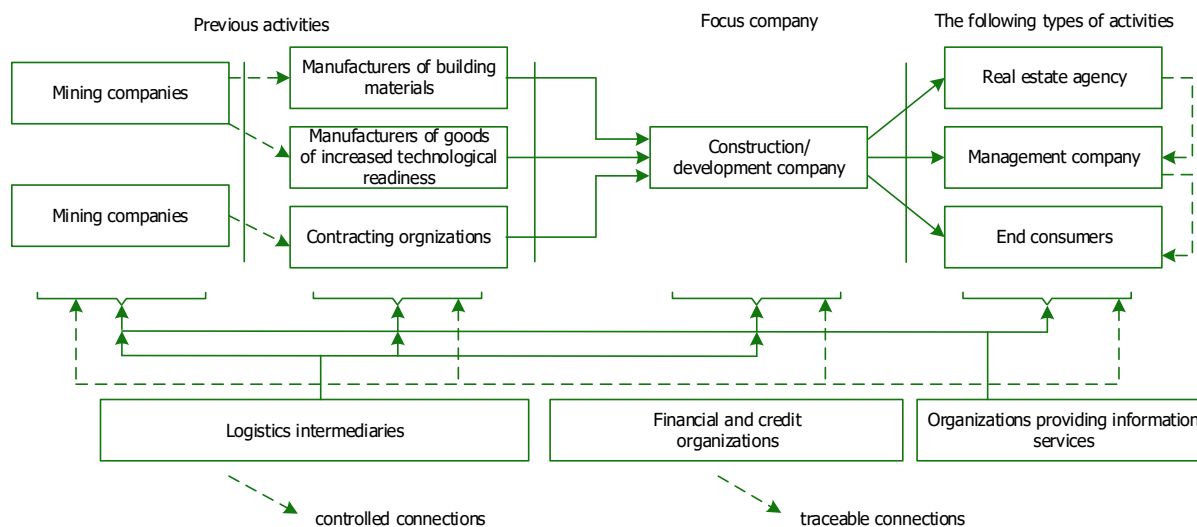 Previous activities
Focus company
The following types of activities
Mining companies
Manufacturers of building
materials
Real estate agency
Manufacturers of goods
of increased technological
readiness
Construction/
development company
Management company
Mining companies
Contracting orgnizations
End consumers
Logistics intermediaries
Financial and credit
organizations
Organizations providing information
services
controlled connections
traceable connections